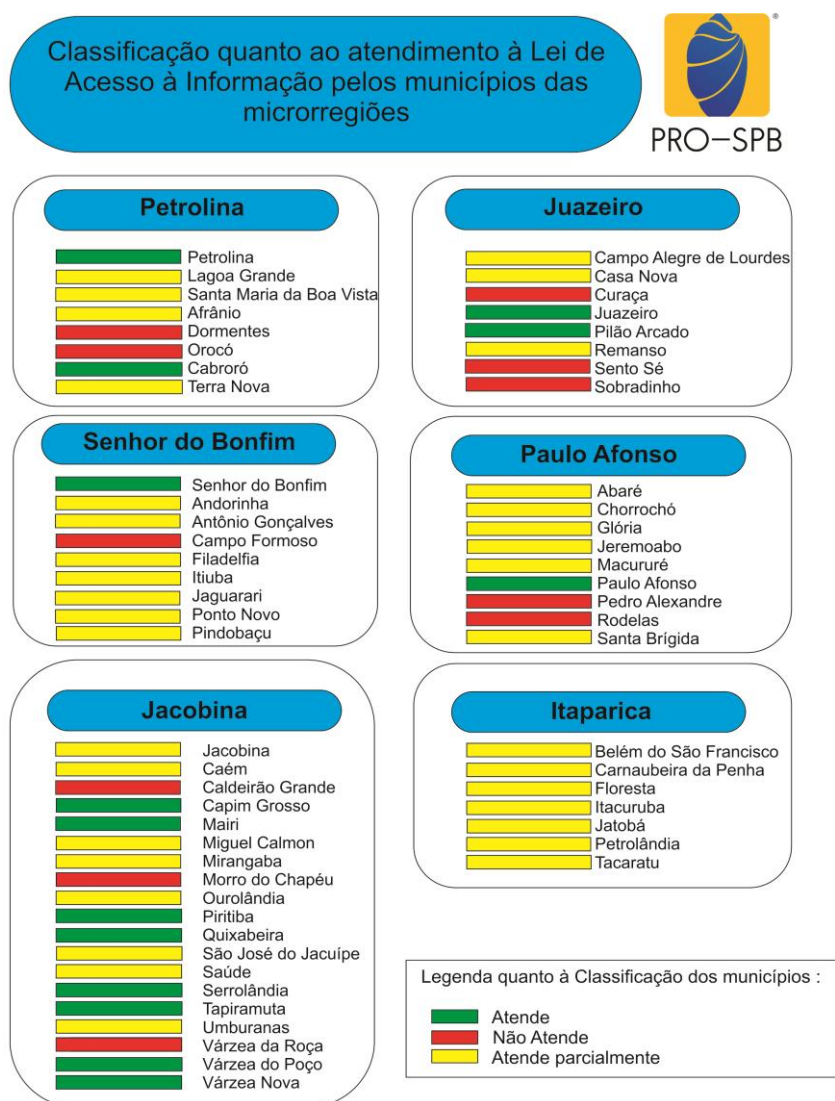 Classificação quanto ao atendimento à Lei de
Acesso à Informação pelos municípios das
microrregiões
®
PRO–SPB
Petrolina
Petrolina
Lagoa Grande
Santa Maria da Boa Vista
Afrânio
Dormentes
Orocó
Cabroró
Terra Nova
Juazeiro
Campo Alegre de Lourdes
Casa Nova
Curaça
Juazeiro
Pilão Arcado
Remanso
Sento Sé
Sobradinho
Senhor do Bonfim
Senhor do Bonfim
Andorinha
Antônio Gonçalves
Campo Formoso
Filadelfia
Itiuba
Jaguarari
Ponto Novo
Pindobaçu
Paulo Afonso
Abaré
Chorrochó
Glória
Jeremoabo
Macururé
Paulo Afonso
Pedro Alexandre
Rodelas
Santa Brígida
Jacobina
Jacobina
Caém
Caldeirão Grande
Capim Grosso
Mairi
Miguel Calmon
Mirangaba
Morro do Chapéu
Ourolândia
Piritiba
Quixabeira
São José do Jacuípe
Saúde
Serrolândia
Tapiramuta
Umburanas
Várzea da Roça
Várzea do Poço
Várzea Nova
Itaparica
Belém do São Francisco
Carnaubeira da Penha
Floresta
Itacuruba
Jatobá
Petrolândia
Tacaratu
Legenda quanto à Classificação dos municípios :
Atende
Não Atende
Atende parcialmente